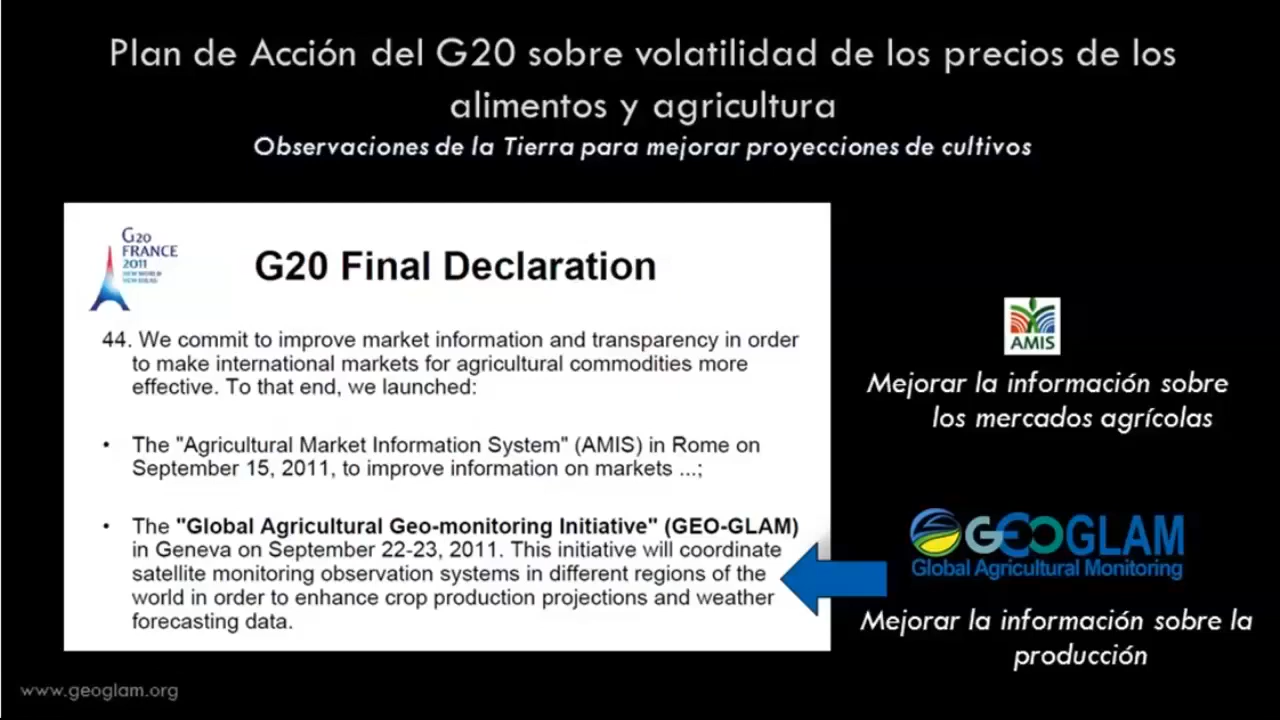 Plan de Acción del G20 sobre volatilidad de los precios de los
alimentos y agricultura
Observaciones de la Tierra para mejorar proyecciones de cultivos
G20
FRANCE
2011
NEW WORLD
NEW IDEAS
G20 Final Declaration
44. We commit to improve market information and transparency in order
to make international markets for agricultural commodities more
effective. To that end, we launched:
• The "Agricultural Market Information System" (AMIS) in Rome on
September 15, 2011, to improve information on markets ...;
• The "Global Agricultural Geo-monitoring Initiative" (GEO-GLAM)
in Geneva on September 22-23, 2011. This initiative will coordinate
satellite monitoring observation systems in different regions of the
world in order to enhance crop production projections and weather
forecasting data.
AMIS
Mejorar la información sobre
los mercados agrícolas
GEOGLAM
Global Agricultural Monitoring
Mejorar la información sobre la
producción
www.geoglam.org